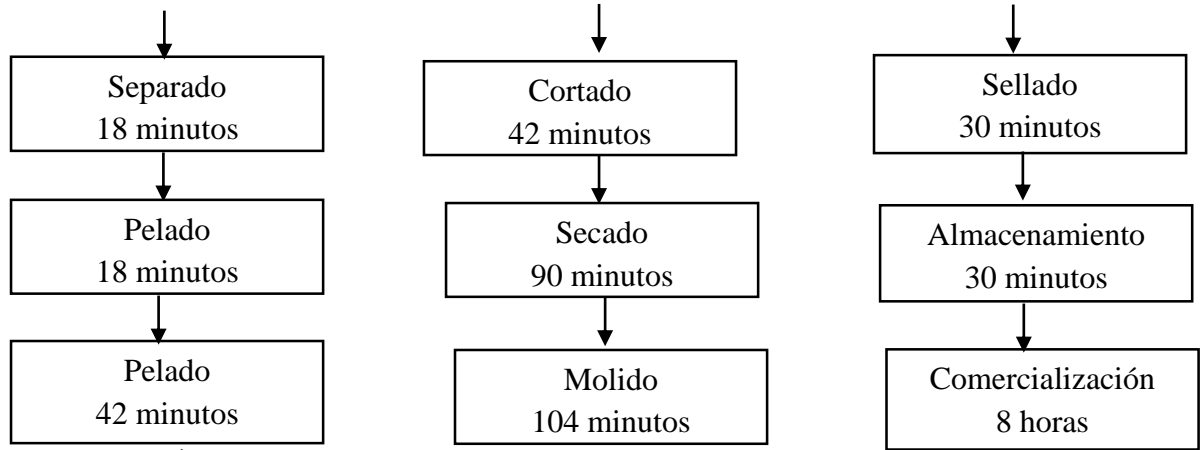 Separado
18 minutos
Pelado
18 minutos
Pelado
42 minutos
Cortado
42 minutos
Secado
90 minutos
Molido
104 minutos
Sellado
30 minutos
Almacenamiento
30 minutos
Comercialización
8 horas